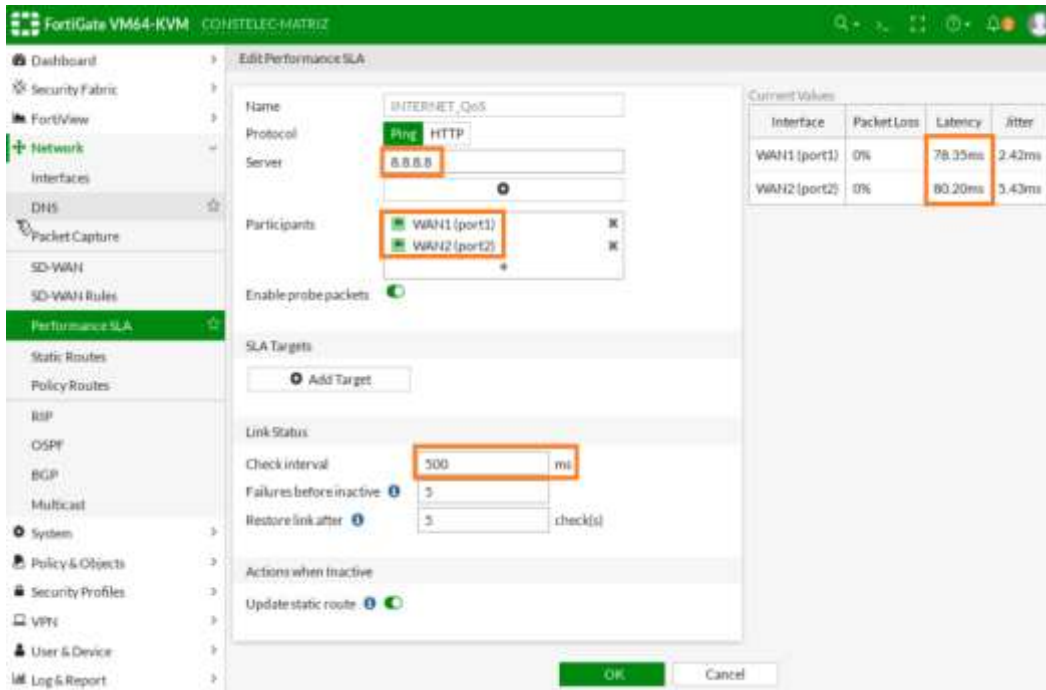 FortiGate VM64-KVM CONSTELEC-MATRIZ
Dashboard
Security Fabric
FortiView
Network
Interfaces
DNS
Packet Capture
SD-WAN
SD-WAN Rules
Performance SLA
Static Routes
Policy Routes
RIP
OSPF
BGP
Multicast
System
Policy & Objects
Security Profiles
VPN
User & Device
Log & Report
Edit Performance SLA
Name INTERNET_QoS
Protocol Ping HTTP
Server 8.8.8.8
Participants WAN1 (port1)
WAN2 (port2)
Enable probe packets
SLA Targets
Add Target
Link Status
Check interval 500 ms
Failures before inactive 5
Restore link after 5 check(s)
Actions when Inactive
Update static route
OK Cancel
Current Values
Interface Packet Loss Latency Jitter
WAN1 (port1) 0% 78.35ms 2.42ms
WAN2 (port2) 0% 80.20ms 5.43ms